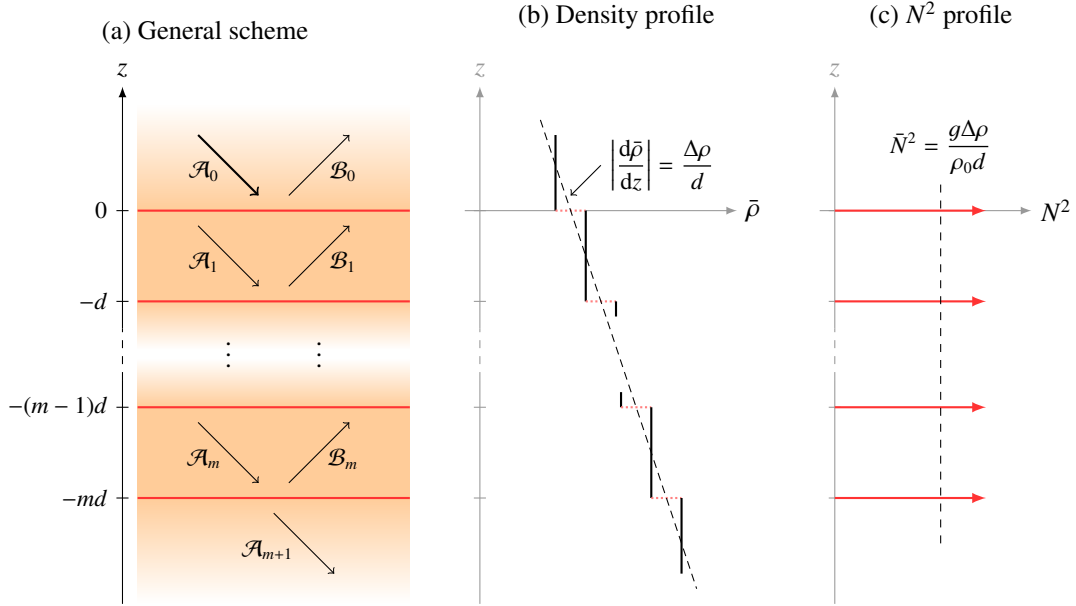 (a) General scheme
(b) Density profile
(c) N² profile
z
𝒜₀
ℬ₀
0
𝒜₁
ℬ₁
−d
⋮ ⋮
−(m − 1)d
𝒜ₘ
ℬₘ
−md
𝒜ₘ₊₁
z
|dρ̄/dz| = Δρ/d
ρ̄
z
N̄² = gΔρ/ρ₀d
N²